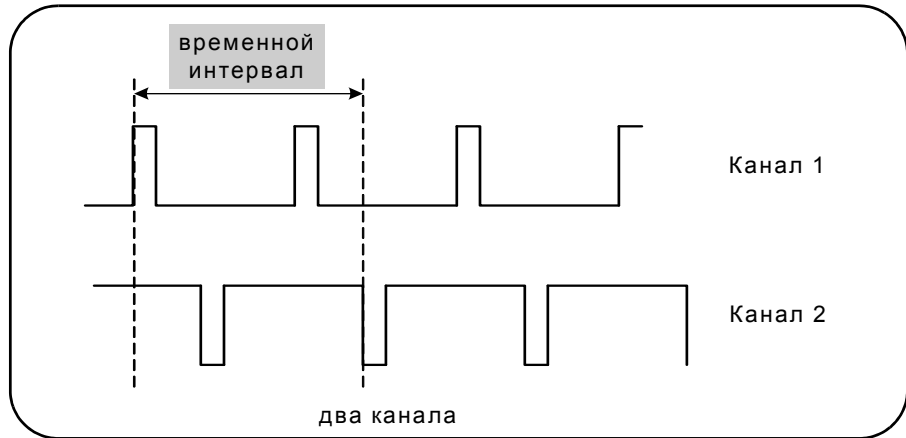 временной
интервал
Канал 1
Канал 2
два канала